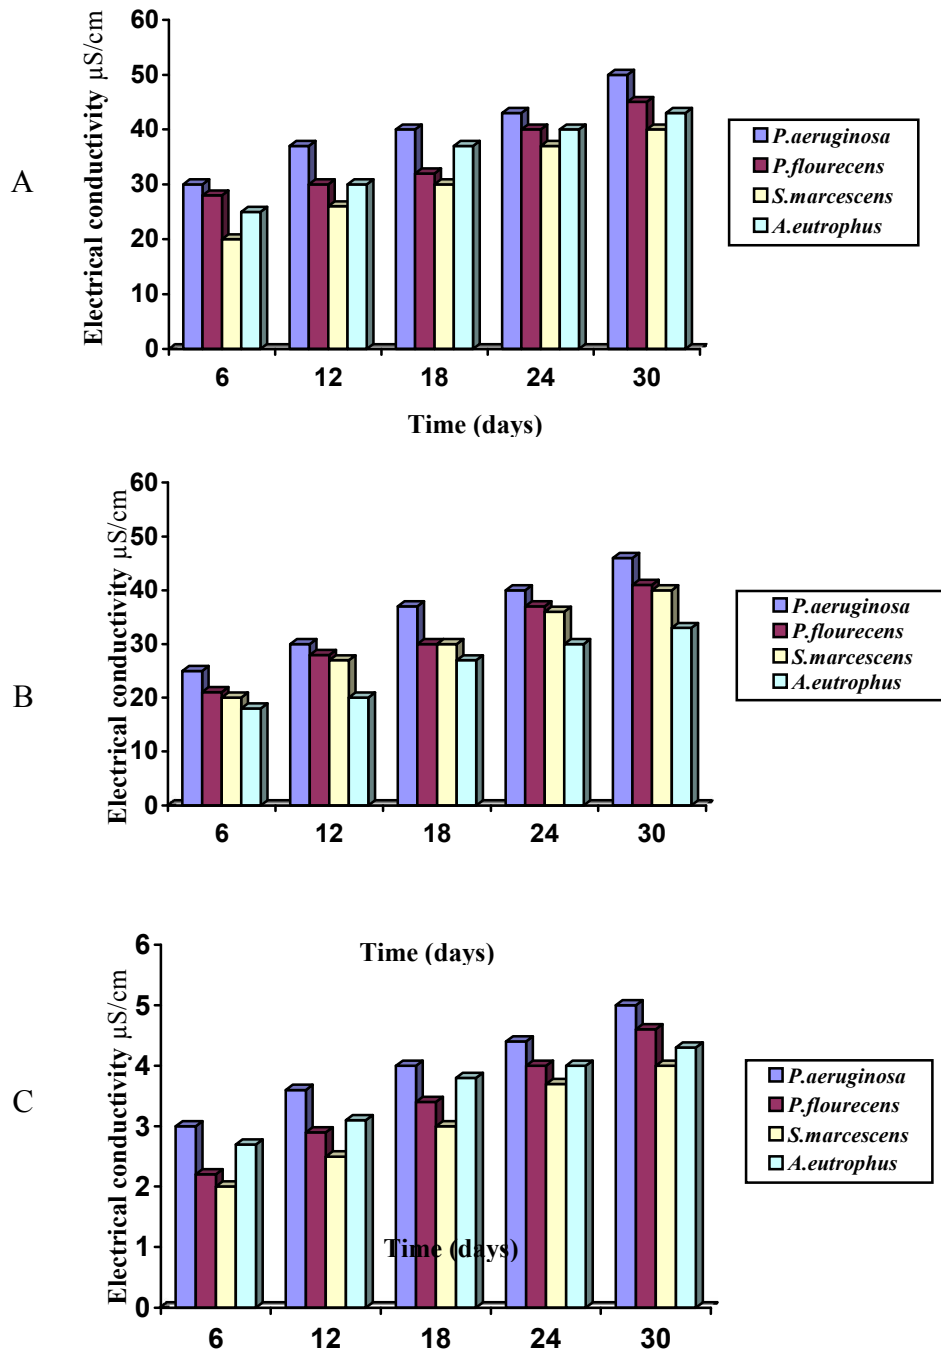 A
Electrical conductivity µS/cm
60
50
40
30
20
10
0
6 12 18 24 30
Time (days)
P.aeruginosa
P.flourecens
S.marcescens
A.eutrophus
B
Electrical conductivity µS/cm
60
50
40
30
20
10
0
6 12 18 24 30
Time (days)
P.aeruginosa
P.flourecens
S.marcescens
A.eutrophus
C
Electrical conductivity µS/cm
6
5
4
3
2
1
0
6 12 18 24 30
Time (days)
P.aeruginosa
P.flourecens
S.marcescens
A.eutrophus